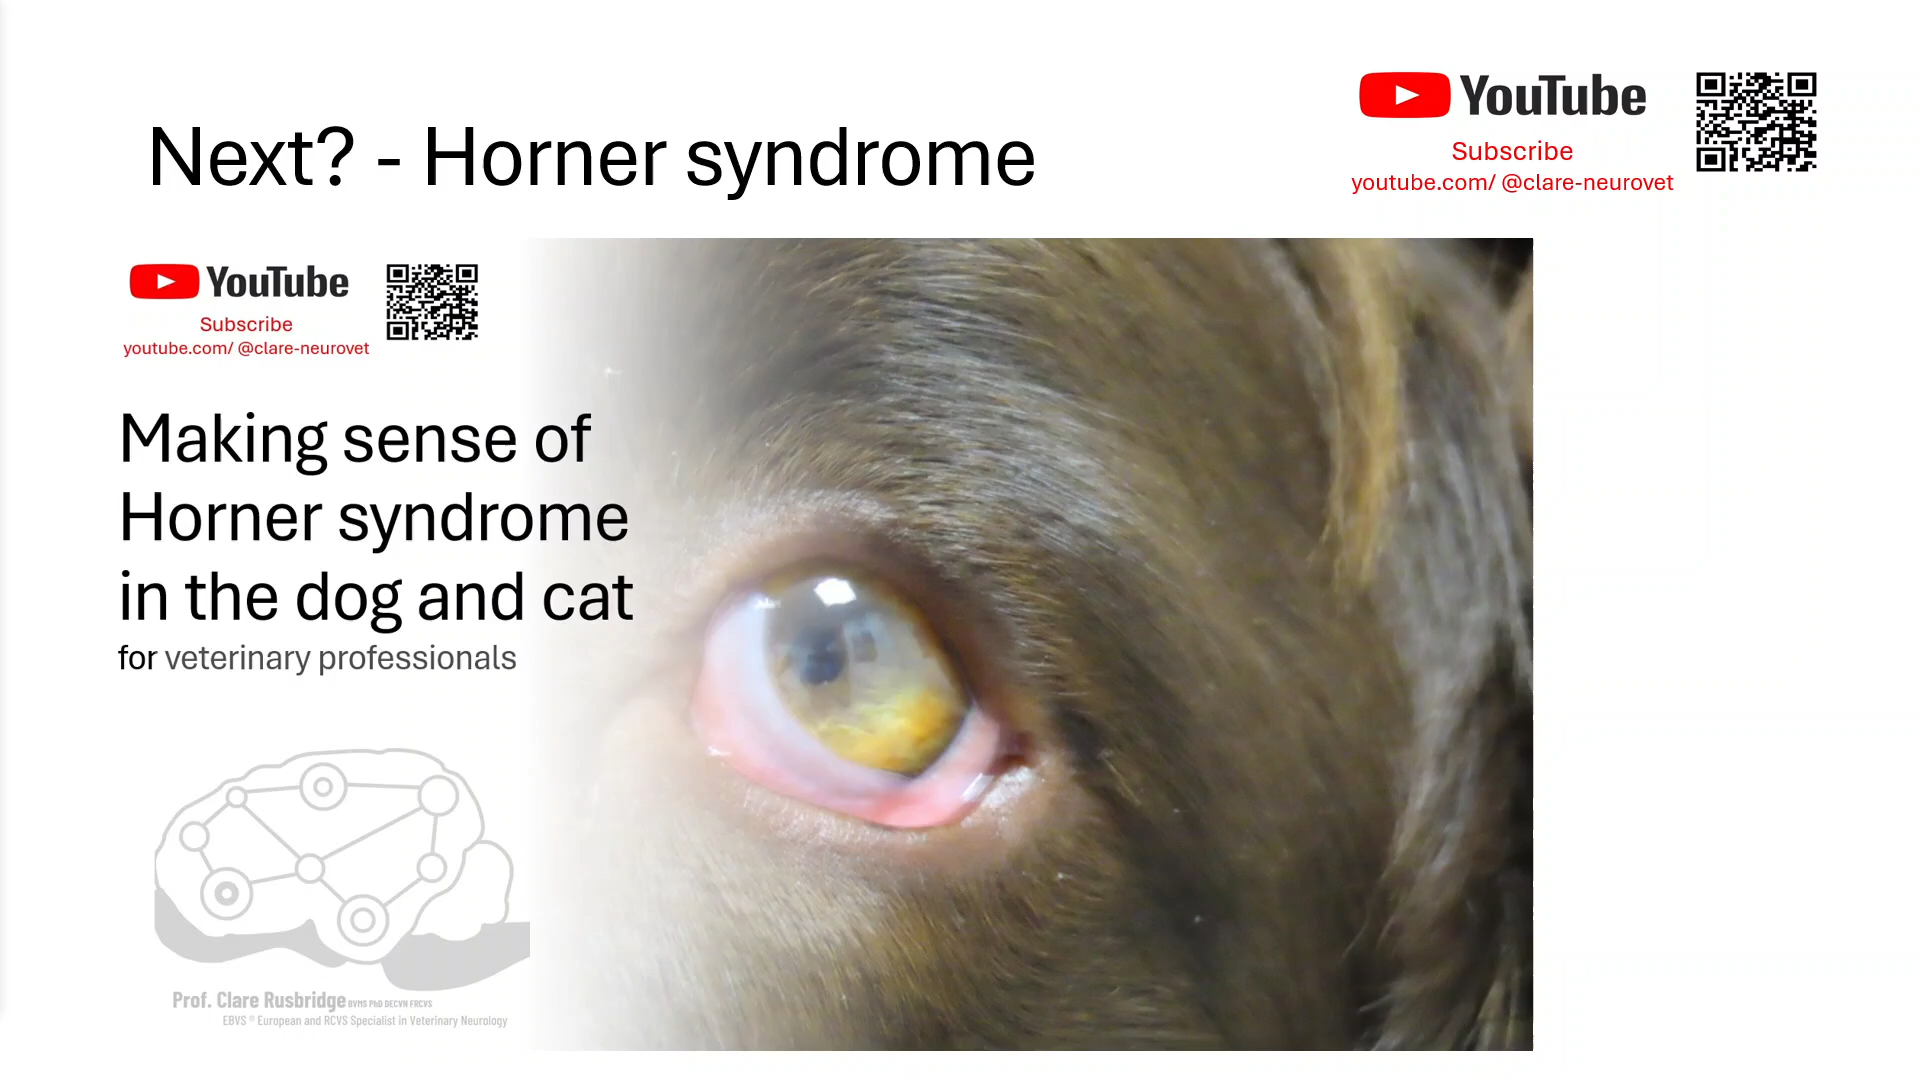 Next? - Horner syndrome
YouTube
Subscribe
youtube.com/ @clare-neurovet
YouTube
Subscribe
youtube.com/ @clare-neurovet
Making sense of
Horner syndrome
in the dog and cat
for veterinary professionals
Prof. Clare Rusbridge BVMS PhD DECVN FRCVS
EBVS ® European and RCVS Specialist in Veterinary Neurology